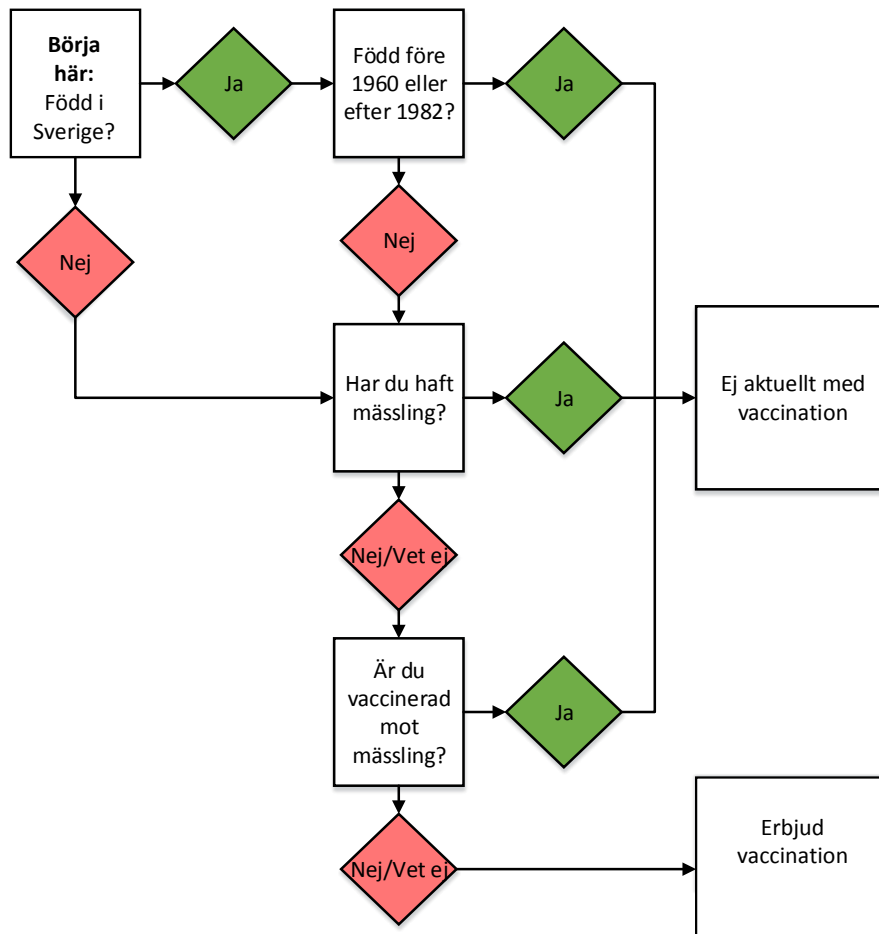 Börja
här:
Född i
Sverige?
Ja
Född före
1960 eller
efter 1982?
Ja
Nej
Nej
Har du haft
mässling?
Ja
Ej aktuellt med
vaccination
Nej/Vet ej
Är du
vaccinerad
mot
mässling?
Ja
Nej/Vet ej
Erbjud
vaccination